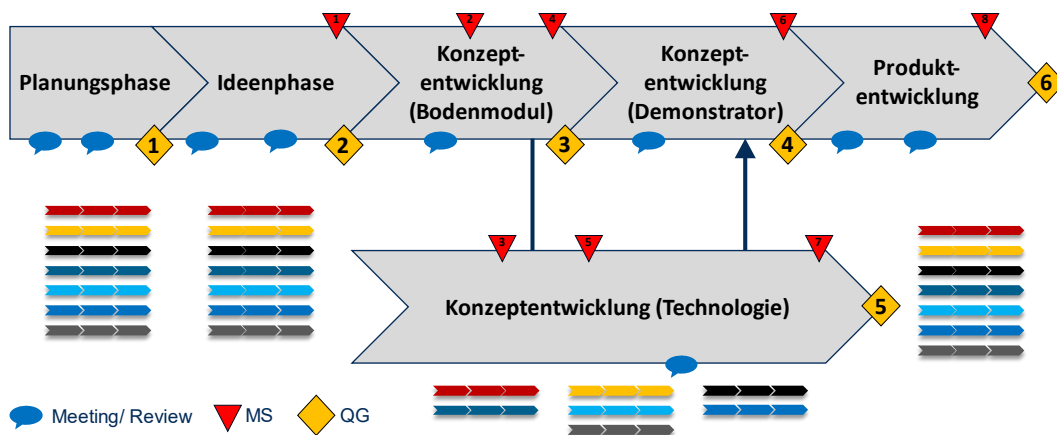 1
2
4
6
8
Planungsphase
Ideenphase
Konzept-
entwicklung
(Bodenmodul)
Konzept-
entwicklung
(Demonstrator)
Produkt-
entwicklung
6
1
2
3
4
3
5
7
Konzeptentwicklung (Technologie)
5
Meeting/ Review
MS
QG